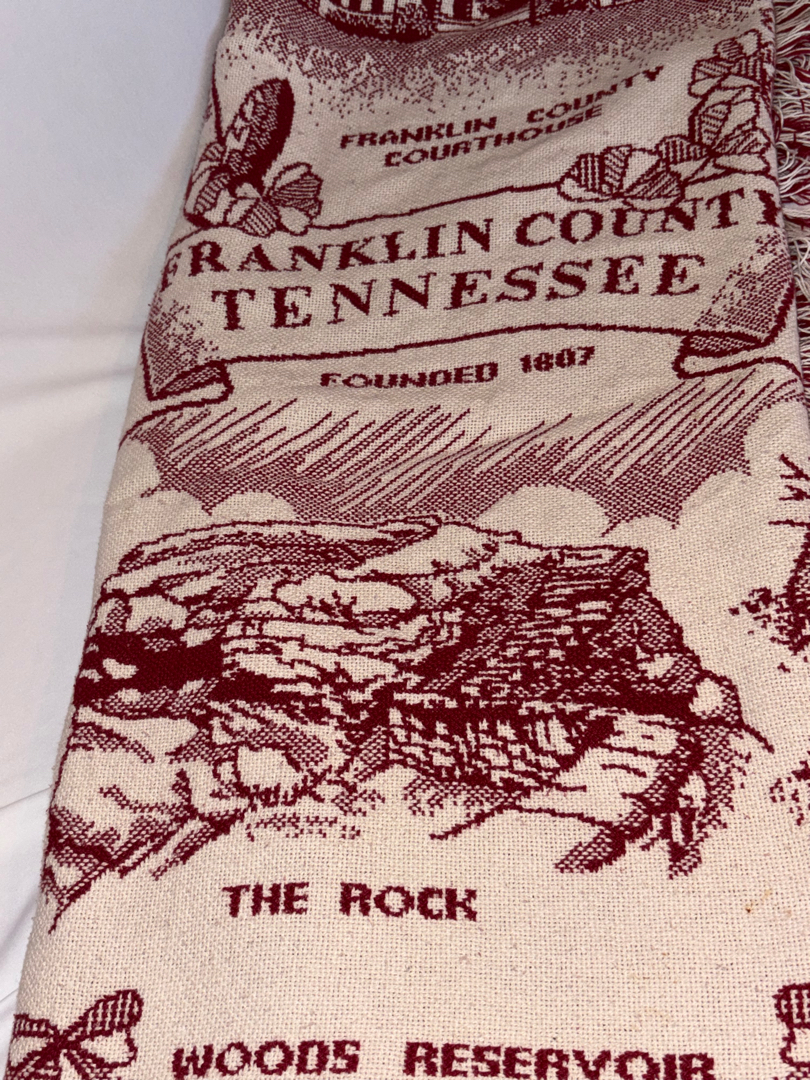 FRANKLIN COUNTY
COURTHOUSE
FRANKLIN COUNTY
TENNESSEE
FOUNDED 1807
THE ROCK
WOODS RESERVOIR